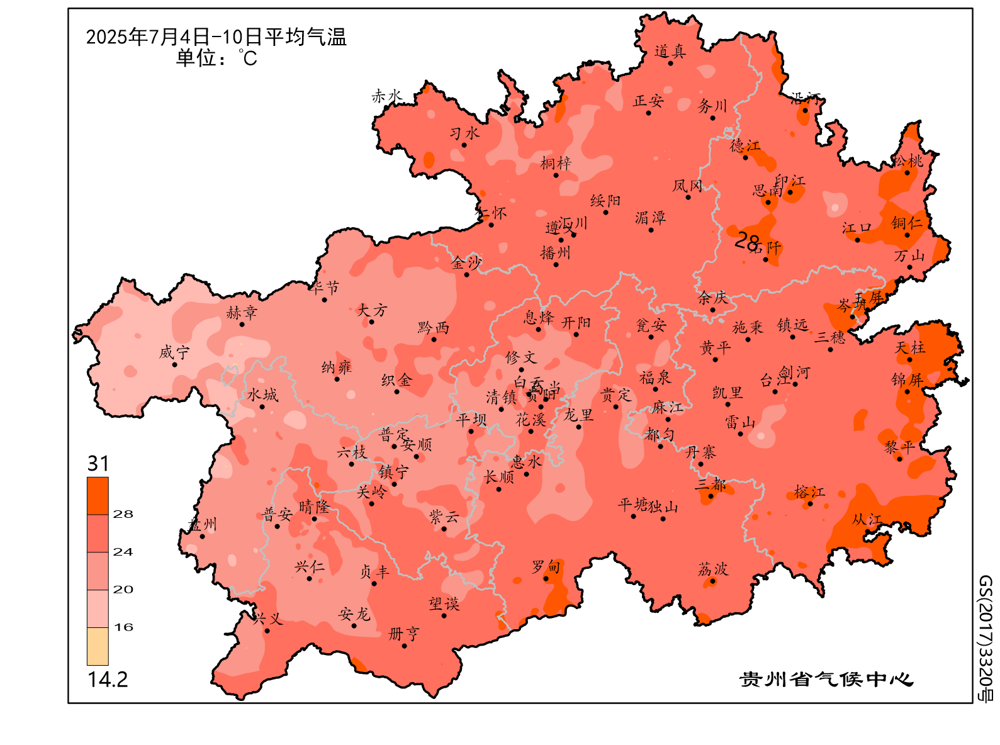 2025年7月4日-10日平均气温
单位：℃
道真
赤水
沿河
正安
务川
习水
德江
松桃
桐梓
印江
凤冈
思南
绥阳
仁怀
湄潭
汇川
遵义
江口
铜仁
28
石阡
播州
万山
金沙
毕节
余庆
玉屏
岑巩
赫章
大方
息烽
开阳
瓮安
施秉
镇远
黔西
三穗
黄平
天柱
威宁
修文
纳雍
织金
福泉
剑河
台江
锦屏
白云
乌当
贵阳
清镇
水城
贵定
凯里
麻江
平坝
花溪
龙里
雷山
普定
安顺
都匀
六枝
丹寨
黎平
惠水
镇宁
长顺
三都
关岭
榕江
晴隆
平塘
独山
普安
紫云
盘州
从江
兴仁
贞丰
罗甸
荔波
望谟
安龙
兴义
册亨
31
28
24
20
16
14.2
贵州省气候中心
GS(2017)3320号